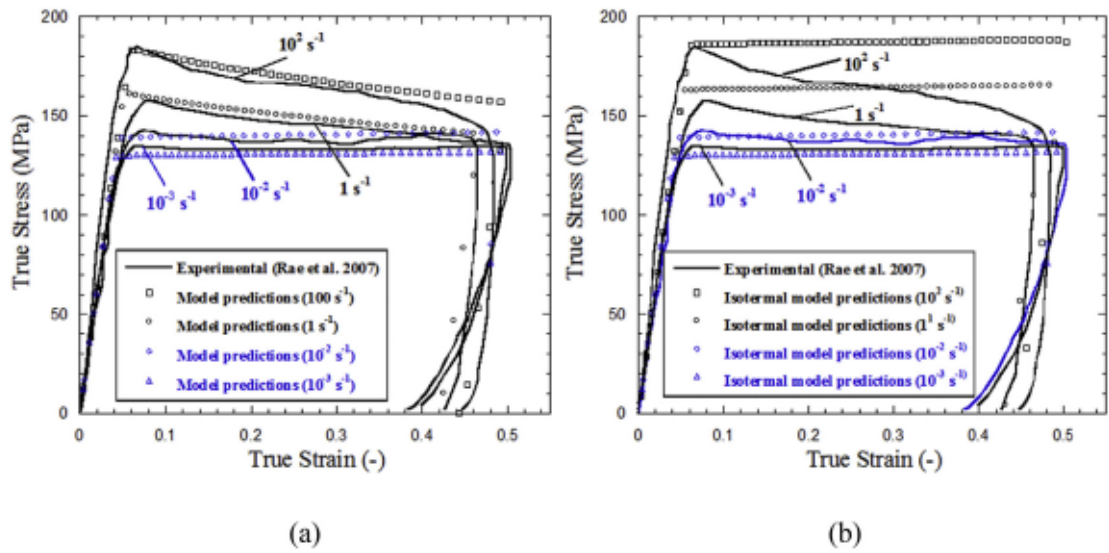 200
150
100
50
0
True Stress (MPa)
10² s⁻¹
1 s⁻¹
10⁻² s⁻¹
10⁻³ s⁻¹
Experimental (Rae et al. 2007)
Model predictions (100 s⁻¹)
Model predictions (1 s⁻¹)
Model predictions (10⁻² s⁻¹)
Model predictions (10⁻³ s⁻¹)
0 0.1 0.2 0.3 0.4 0.5
True Strain (-)
(a)
200
150
100
50
0
True Stress (MPa)
10² s⁻¹
1 s⁻¹
10⁻³ s⁻¹
10⁻² s⁻¹
Experimental (Rae et al. 2007)
Isotermal model predictions (10² s⁻¹)
Isotermal model predictions (1¹ s⁻¹)
Isotermal model predictions (10⁻² s⁻¹)
Isotermal model predictions (10⁻³ s⁻¹)
0 0.1 0.2 0.3 0.4 0.5
True Strain (-)
(b)